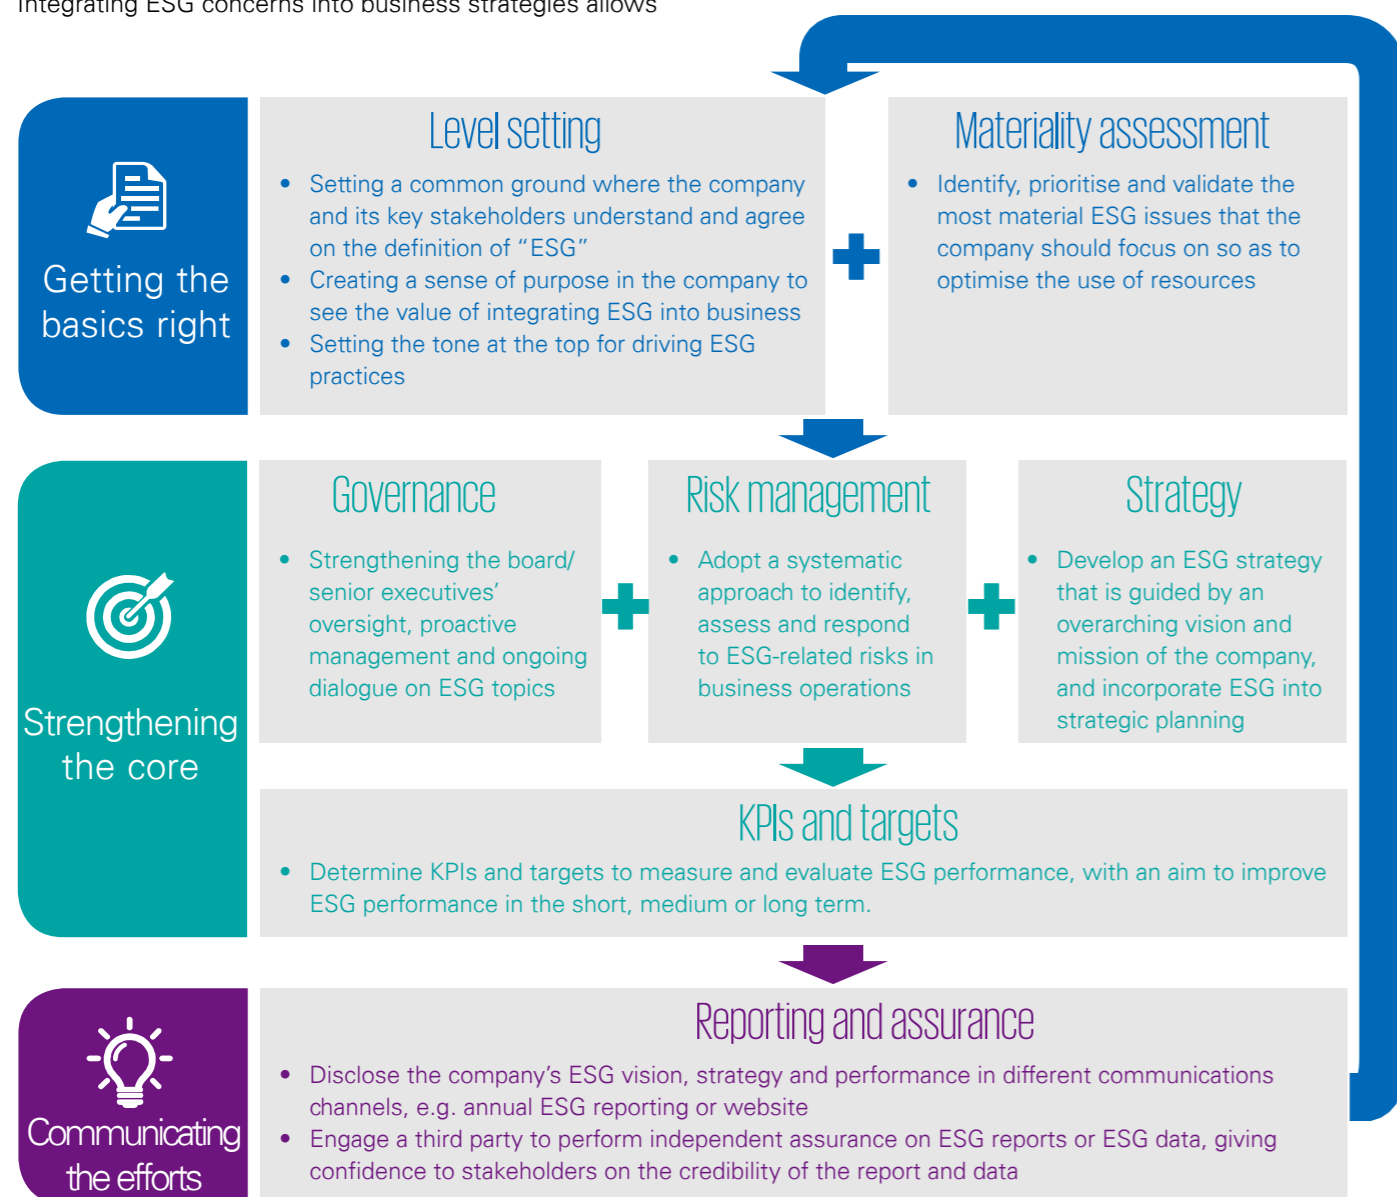 Integrating ESG concerns into business strategies allows
Getting the
basics right
Level setting
• Setting a common ground where the company
and its key stakeholders understand and agree
on the definition of “ESG”
• Creating a sense of purpose in the company to
see the value of integrating ESG into business
• Setting the tone at the top for driving ESG
practices
Materiality assessment
• Identify, prioritise and validate the
most material ESG issues that the
company should focus on so as to
optimise the use of resources
Strengthening
the core
Governance
• Strengthening the board/
senior executives’
oversight, proactive
management and ongoing
dialogue on ESG topics
Risk management
• Adopt a systematic
approach to identify,
assess and respond
to ESG-related risks in
business operations
Strategy
• Develop an ESG strategy
that is guided by an
overarching vision and
mission of the company,
and incorporate ESG into
strategic planning
KPIs and targets
• Determine KPIs and targets to measure and evaluate ESG performance, with an aim to improve
ESG performance in the short, medium or long term.
Communicating
the efforts
Reporting and assurance
• Disclose the company’s ESG vision, strategy and performance in different communications
channels, e.g. annual ESG reporting or website
• Engage a third party to perform independent assurance on ESG reports or ESG data, giving
confidence to stakeholders on the credibility of the report and data